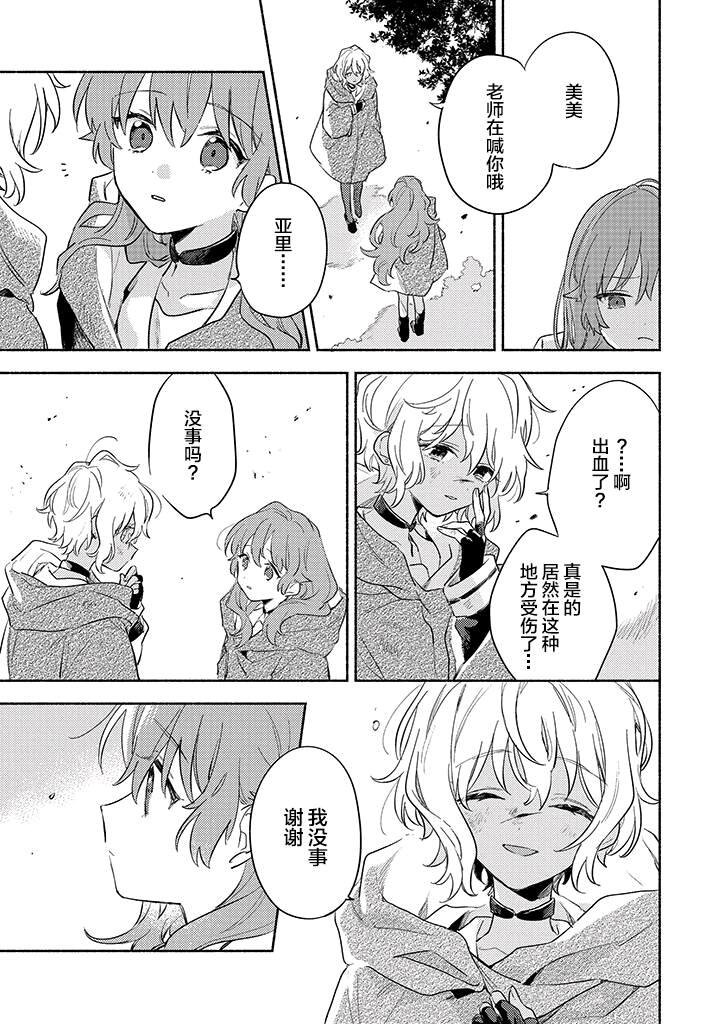 美美
老师在喊你哦
亚里……
？…啊
出血了？
真是的
居然在这种
地方受伤了…
没事吗？
我没事
谢谢